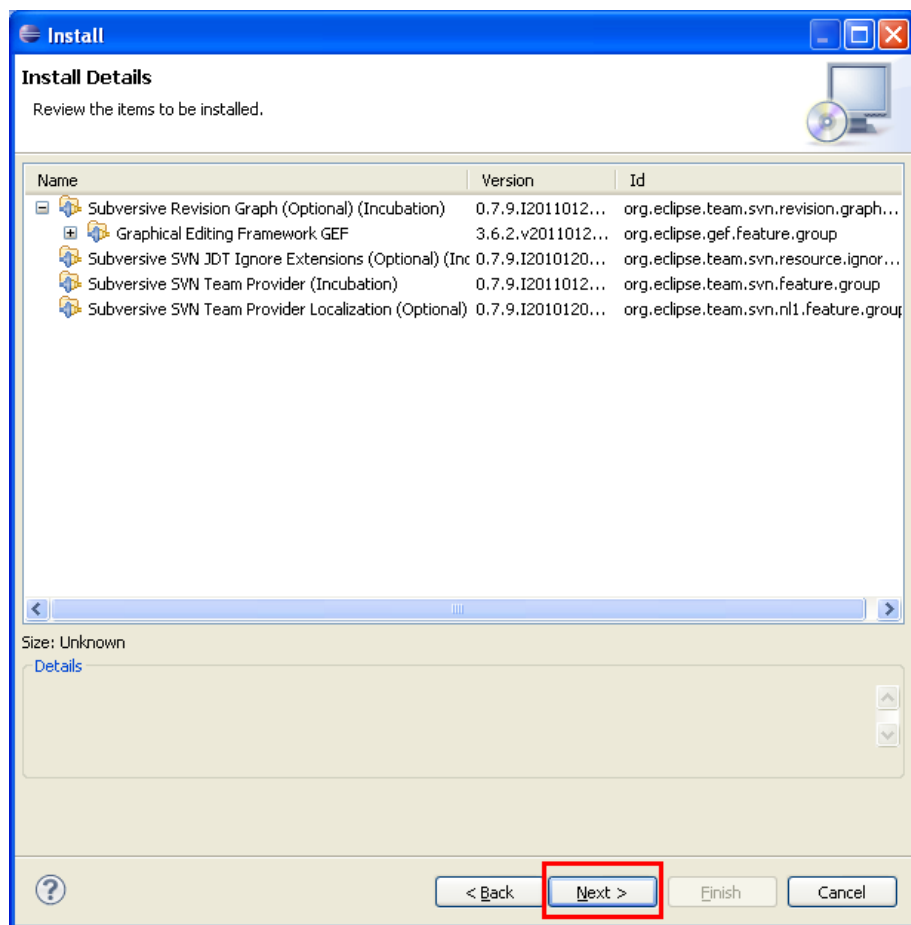 Install
Install Details
Review the items to be installed.
Name Version Id
Subversive Revision Graph (Optional) (Incubation) 0.7.9.I2011012... org.eclipse.team.svn.revision.graph...
Graphical Editing Framework GEF 3.6.2.v2011012... org.eclipse.gef.feature.group
Subversive SVN JDT Ignore Extensions (Optional) (Inc 0.7.9.I2010120... org.eclipse.team.svn.resource.ignor...
Subversive SVN Team Provider (Incubation) 0.7.9.I2011012... org.eclipse.team.svn.feature.group
Subversive SVN Team Provider Localization (Optional) 0.7.9.I2010120... org.eclipse.team.svn.nl1.feature.group
Size: Unknown
Details
< Back Next > Finish Cancel